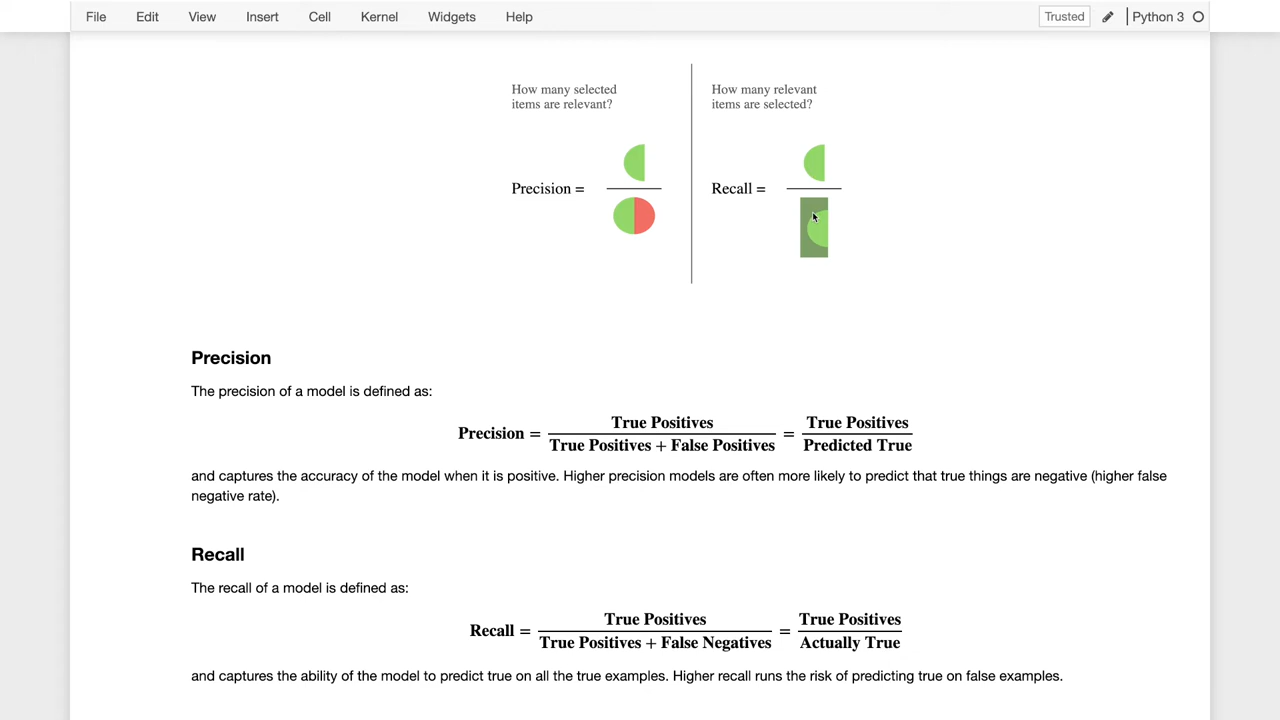 File Edit View Insert Cell Kernel Widgets Help Trusted Python 3
How many selected
items are relevant?
How many relevant
items are selected?
Precision =
Recall =
Precision
The precision of a model is defined as:
Precision = True Positives / True Positives + False Positives = True Positives / Predicted True
and captures the accuracy of the model when it is positive. Higher precision models are often more likely to predict that true things are negative (higher false
negative rate).
Recall
The recall of a model is defined as:
Recall = True Positives / True Positives + False Negatives = True Positives / Actually True
and captures the ability of the model to predict true on all the true examples. Higher recall runs the risk of predicting true on false examples.